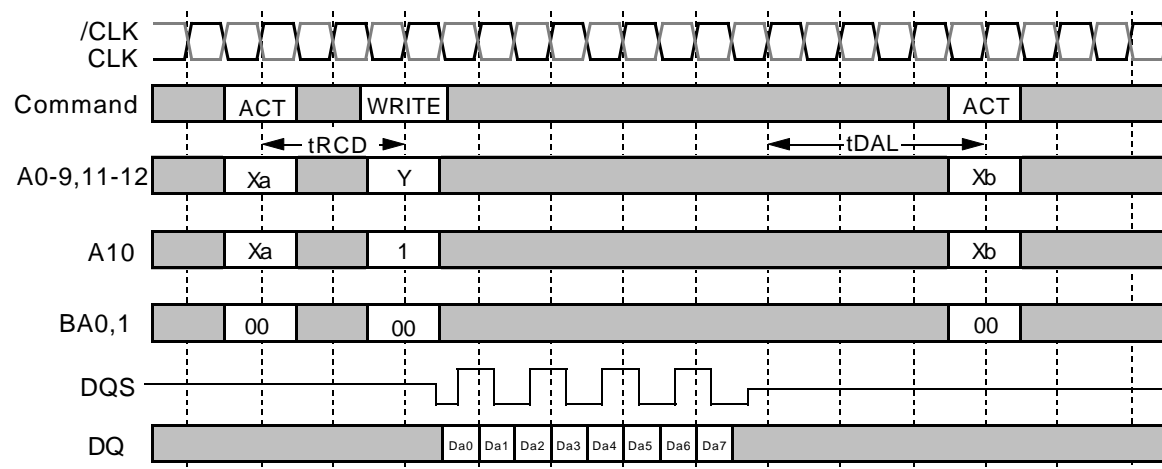 /CLK
CLK
Command ACT WRITE ACT
tRCD tDAL
A0-9,11-12 Xa Y Xb
A10 Xa 1 Xb
BA0,1 00 00 00
DQS
DQ Da0 Da1 Da2 Da3 Da4 Da5 Da6 Da7